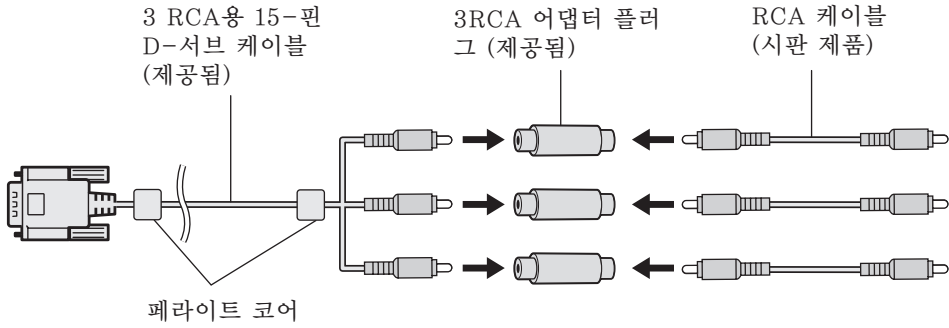 3 RCA용 15-핀
D-서브 케이블
(제공됨)
3RCA 어댑터 플러
그 (제공됨)
RCA 케이블
(시판 제품)
페라이트 코어